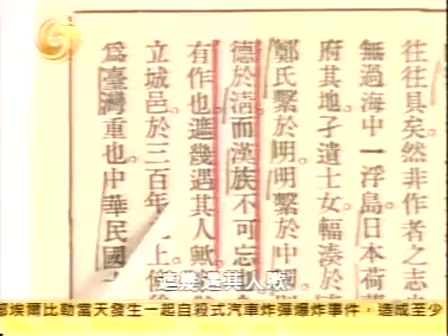 往往具矣。然非作者之志
無過海中一浮島。日本荷
府其地。孑遺士女。輻湊於
鄭氏繫於明。明繫於中
德於清。而漢族不可忘
有作也。遮幾遇其人歟。
立城邑於三百年
爲臺灣重也。中華民國
遮幾遇其人歟
部埃爾比勒當天發生一起自殺式汽車炸彈爆炸事件，造成至少